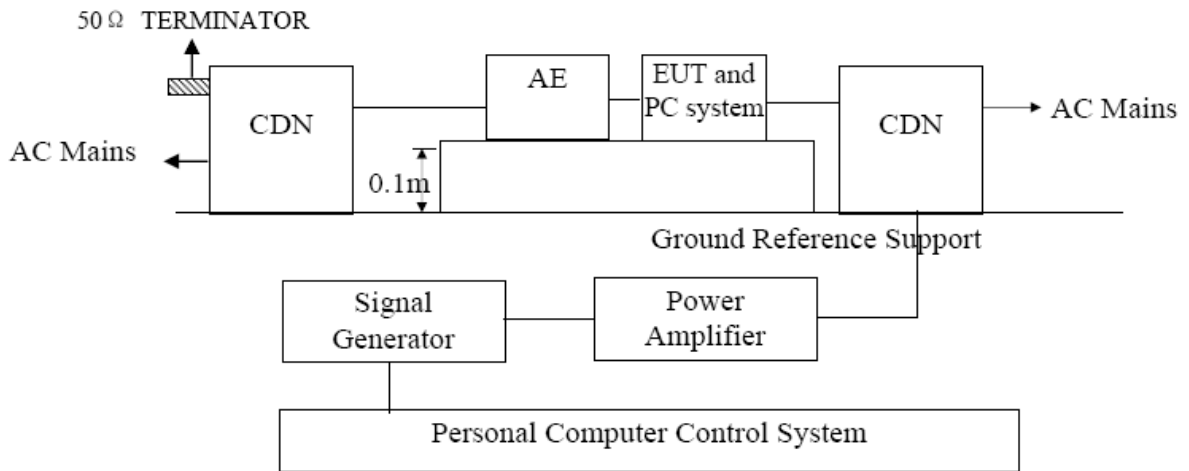 50Ω TERMINATOR
AE
EUT and
PC system
CDN
CDN
AC Mains
AC Mains
0.1m
Ground Reference Support
Signal
Generator
Power
Amplifier
Personal Computer Control System